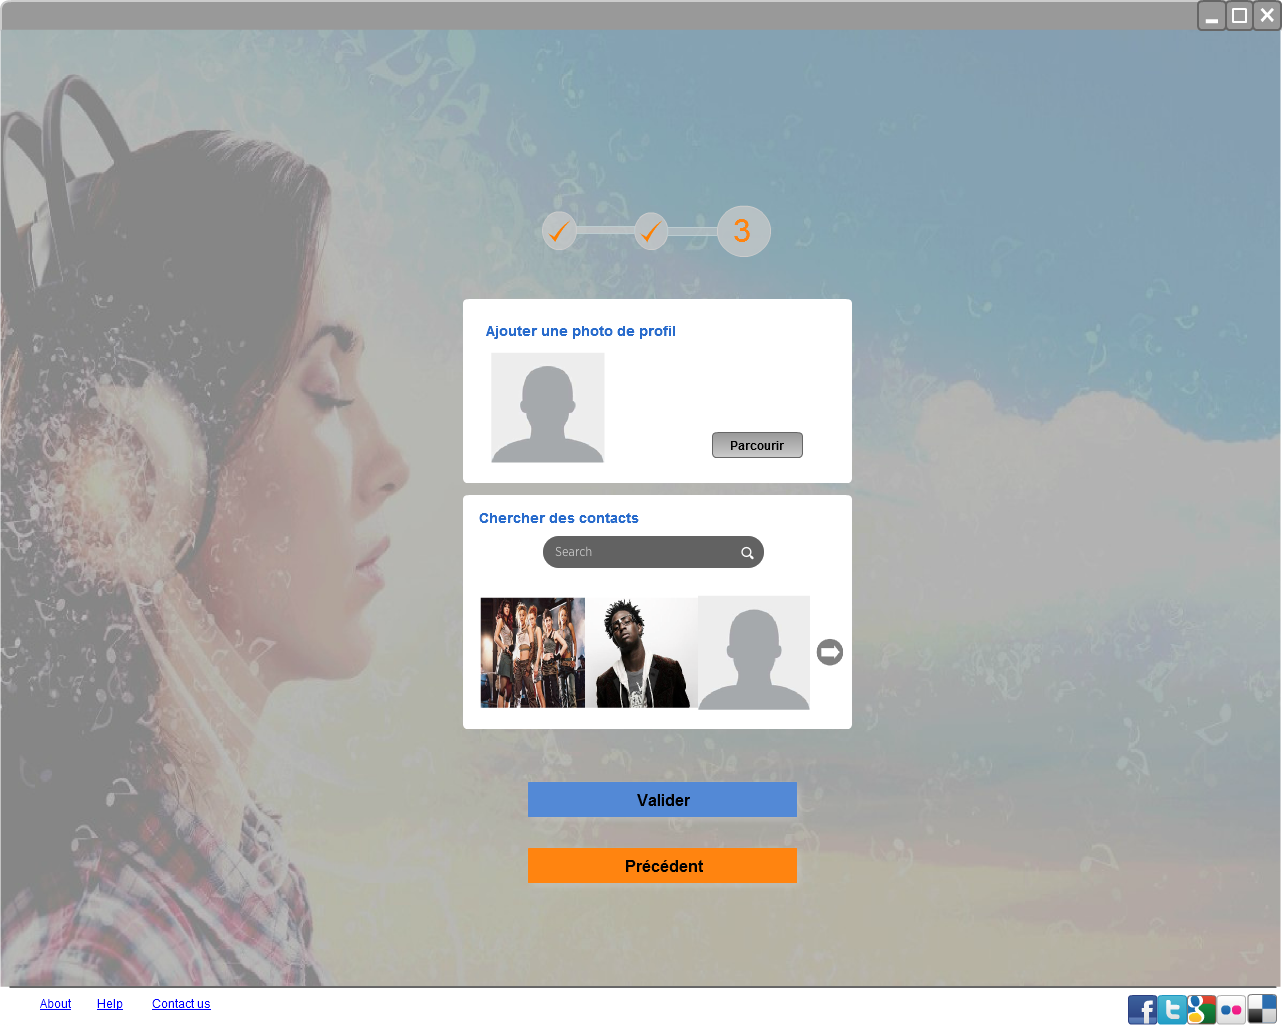 3
Ajouter une photo de profil
Parcourir
Chercher des contacts
Search
Valider
Précédent
About Help Contact us